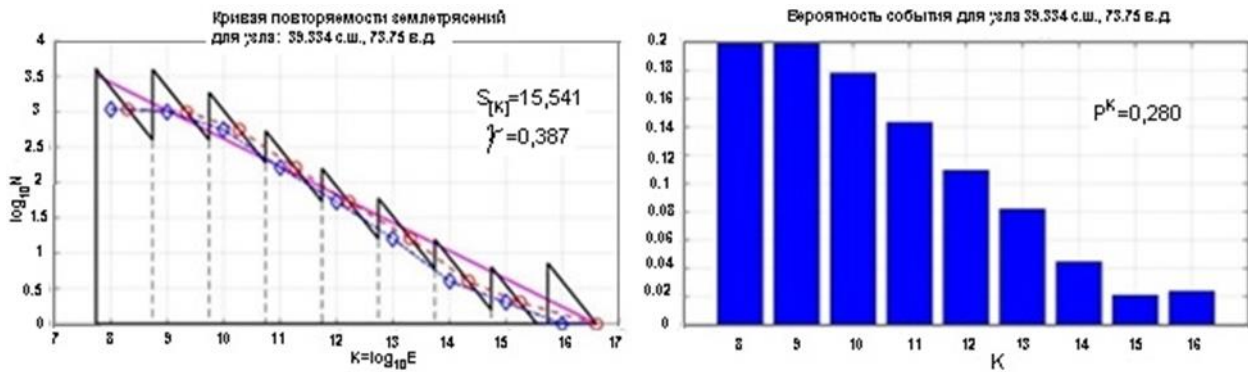 Кривая повторяемости землетрясений
для узла: 39.334 с.ш., 73.75 в.д.
4
3.5
3
2.5
2
1.5
1
0.5
0
log10N
S[K]=15,541
γ=0,387
7 8 9 10 11 12 13 14 15 16 17
K=log10E
Вероятность события для узла 39.334 с.ш., 73.75 в.д.
0.2
0.18
0.16
0.14
0.12
0.1
0.08
0.06
0.04
0.02
0
PK=0,280
8 9 10 11 12 13 14 15 16
K